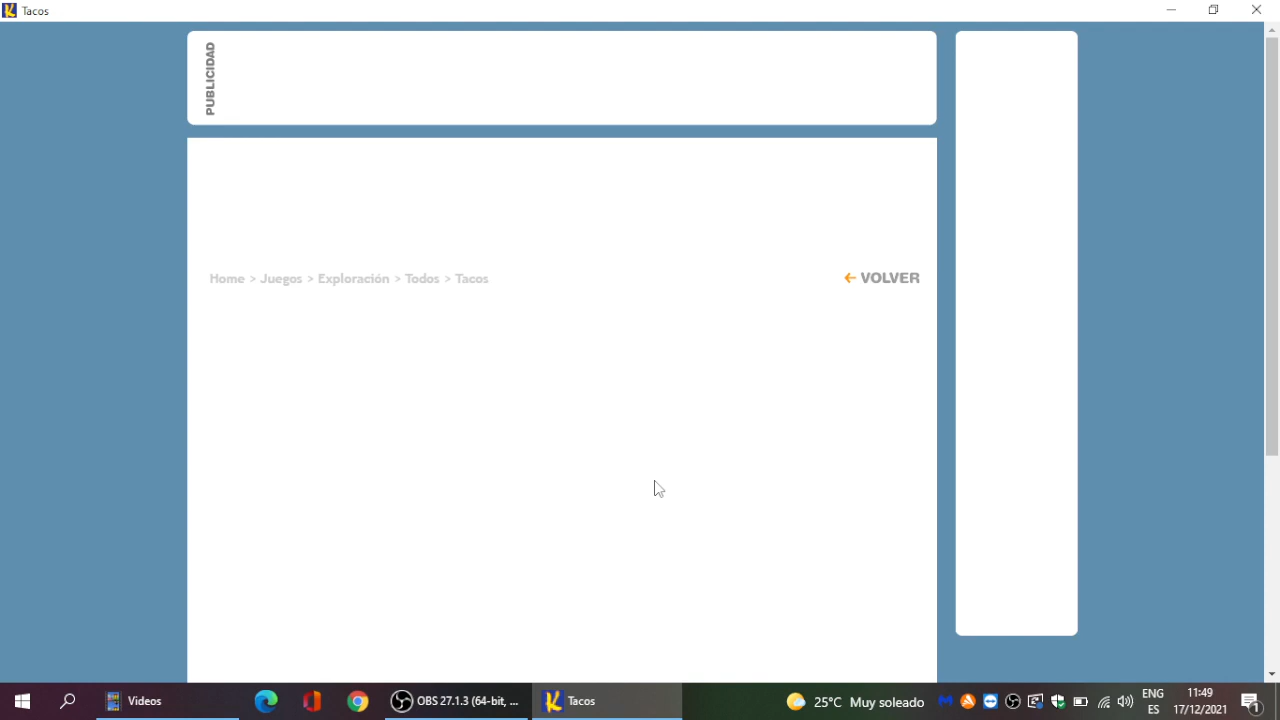 Tacos
PUBLICIDAD
Home > Juegos > Exploración > Todos > Tacos
VOLVER
Videos
OBS 27.1.3 (64-bit, ...
Tacos
25°C Muy soleado
ENG
ES
11:49
17/12/2021
1